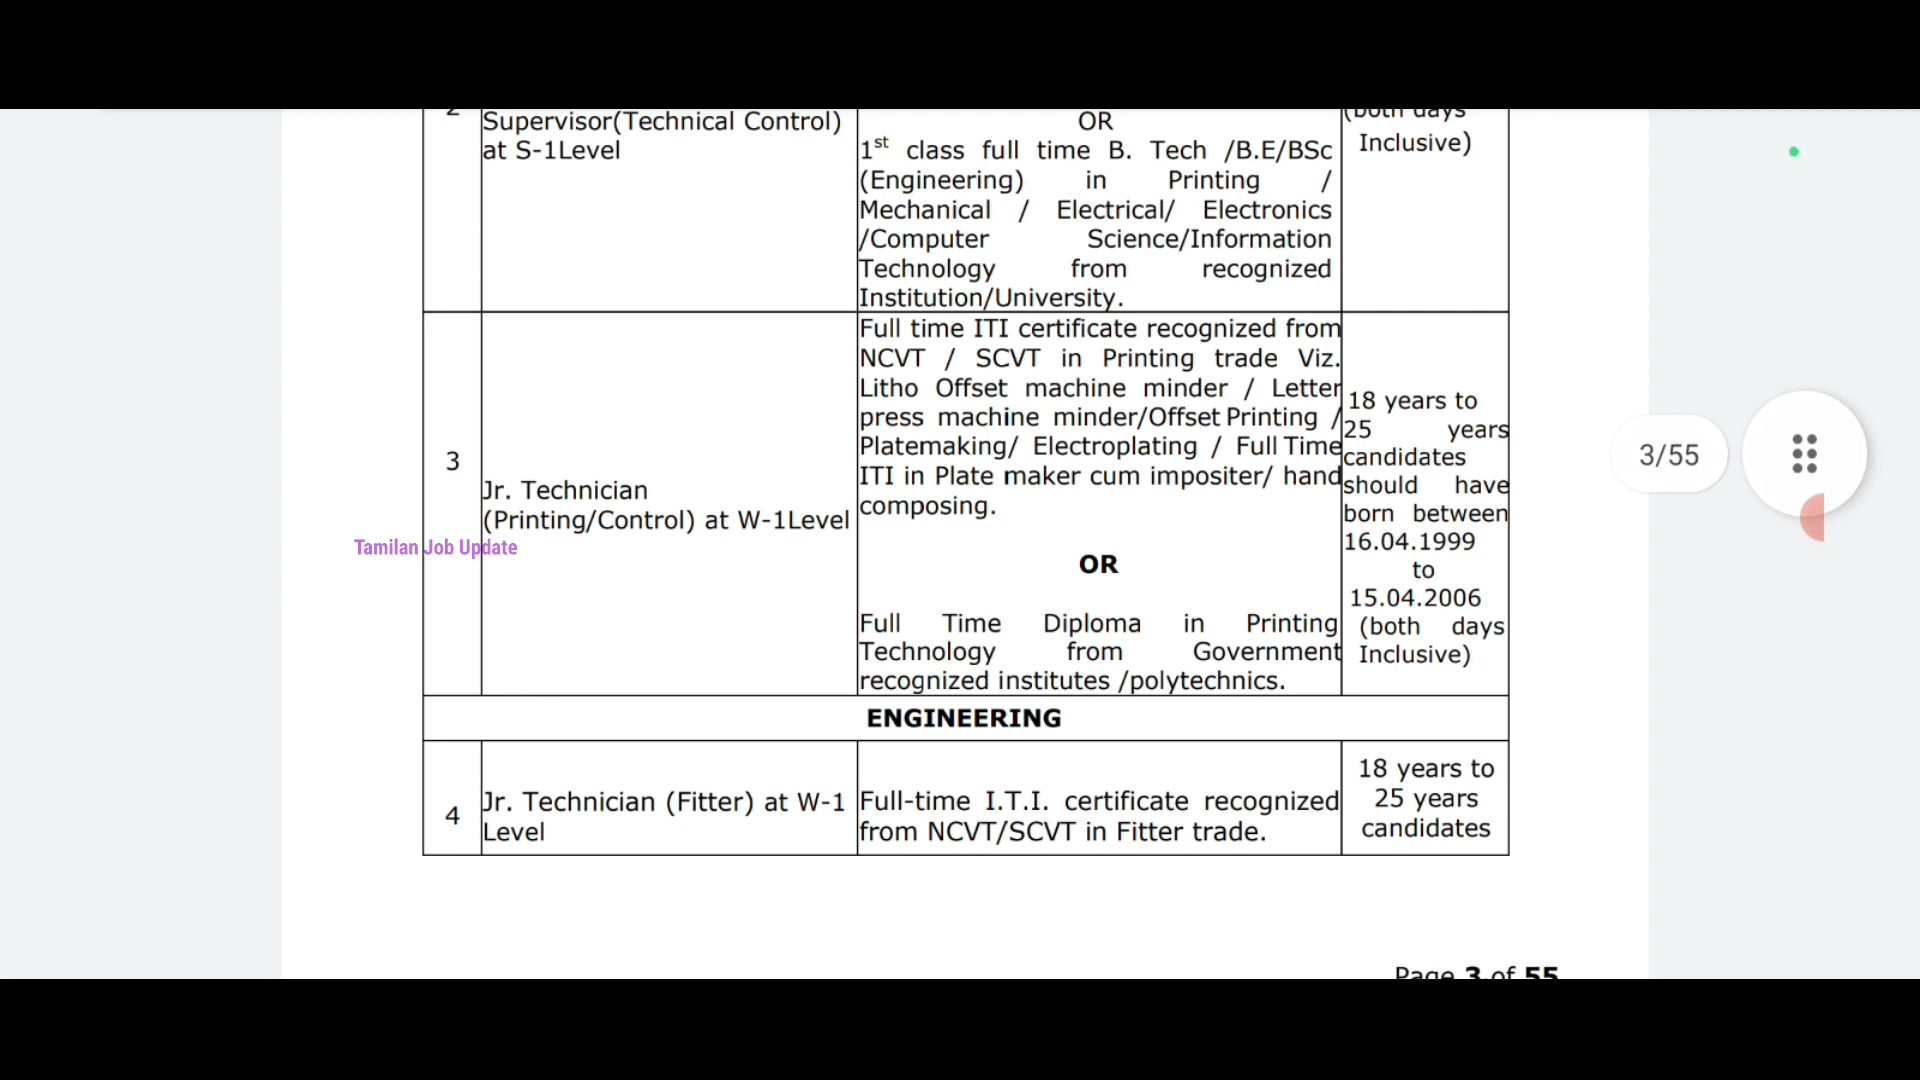 2
Supervisor(Technical Control)
at S-1Level
OR
1st class full time B. Tech /B.E/BSc
(Engineering) in Printing /
Mechanical / Electrical/ Electronics
/Computer Science/Information
Technology from recognized
Institution/University.
(both days
Inclusive)
3
Jr. Technician
(Printing/Control) at W-1Level
Full time ITI certificate recognized from
NCVT / SCVT in Printing trade Viz.
Litho Offset machine minder / Letter
press machine minder/Offset Printing /
Platemaking/ Electroplating / Full Time
ITI in Plate maker cum impositer/ hand
composing.
OR
Full Time Diploma in Printing
Technology from Government
recognized institutes /polytechnics.
18 years to
25 years
candidates
should have
born between
16.04.1999
to
15.04.2006
(both days
Inclusive)
3/55
Tamilan Job Update
ENGINEERING
4
Jr. Technician (Fitter) at W-1
Level
Full-time I.T.I. certificate recognized
from NCVT/SCVT in Fitter trade.
18 years to
25 years
candidates
Page 3 of 55